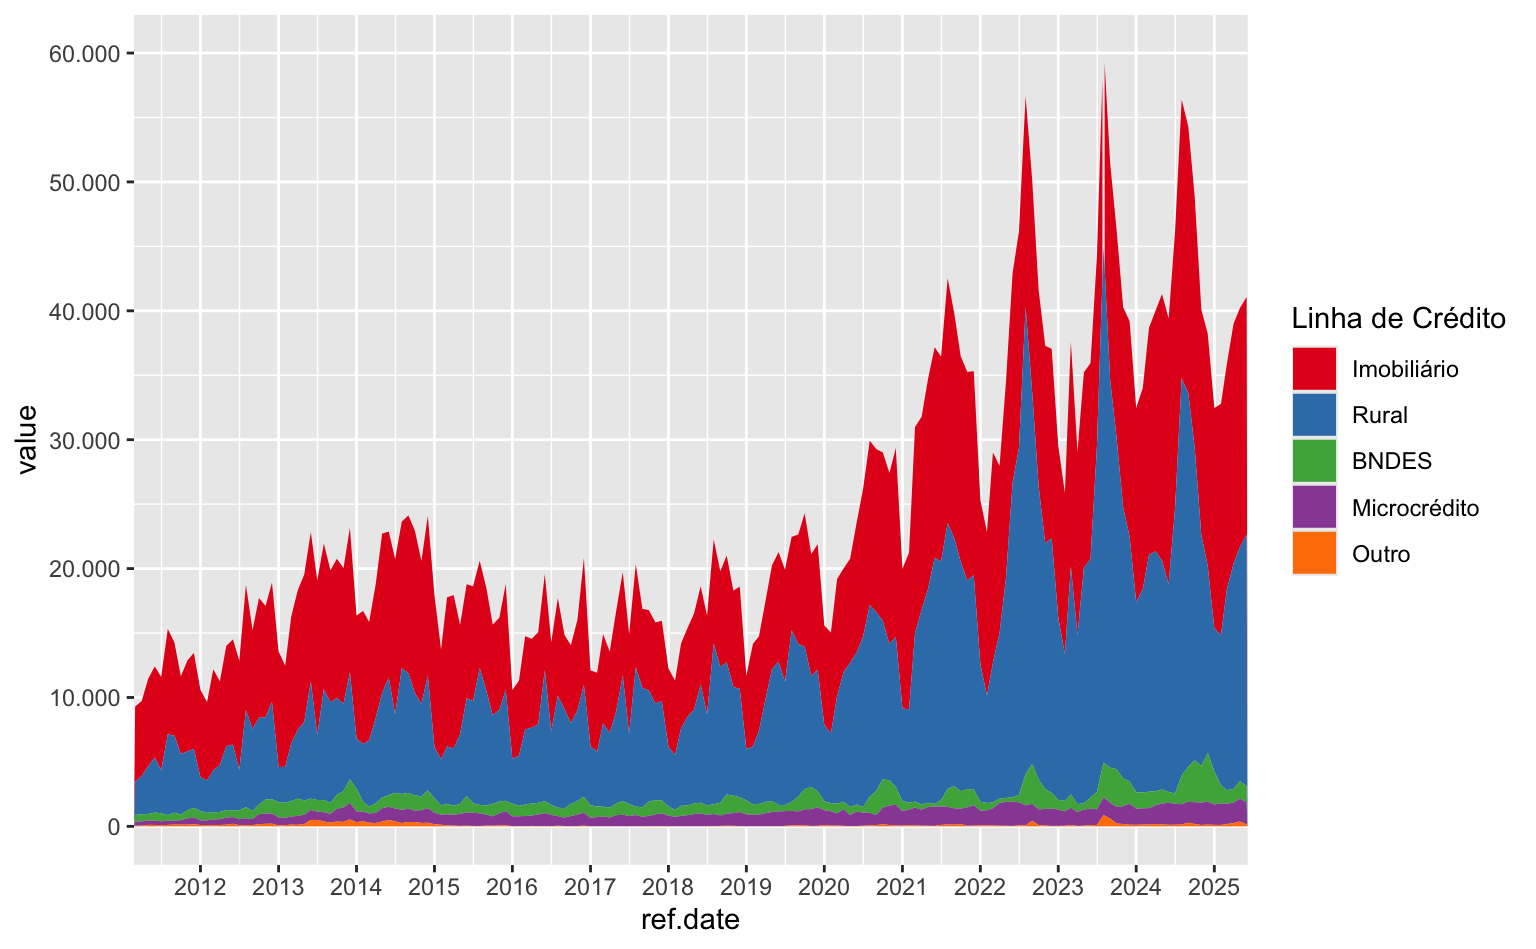 60.000
50.000
40.000
30.000
20.000
10.000
0
value
2012 2013 2014 2015 2016 2017 2018 2019 2020 2021 2022 2023 2024 2025
ref.date
Linha de Crédito
Imobiliário
Rural
BNDES
Microcrédito
Outro